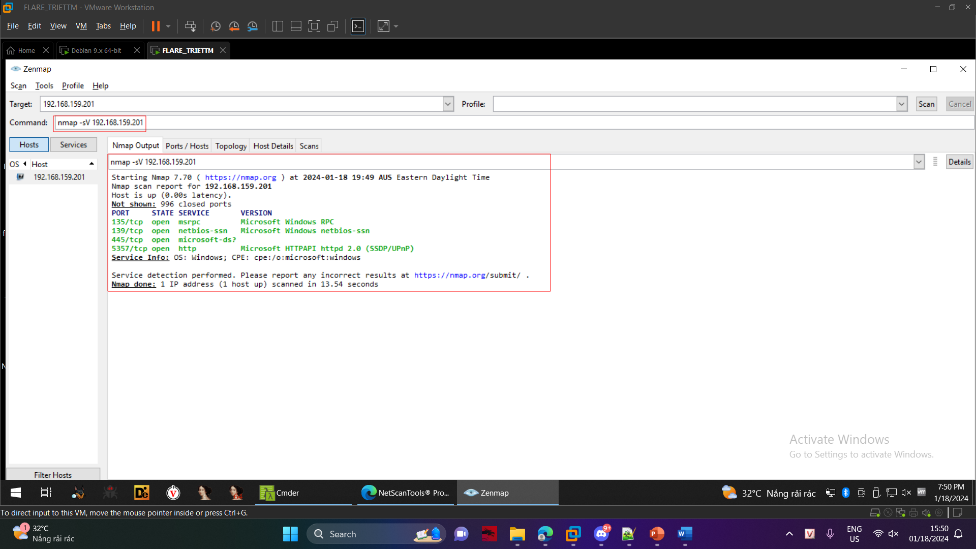 FLARE_TRIETTM - VMware Workstation
File Edit View VM Tabs Help
Home Debian 9.x 64-bit FLARE_TRIETTM
Zenmap
Scan Tools Profile Help
Target: 192.168.159.201 Profile: Scan Cancel
Command: nmap -sV 192.168.159.201
Hosts Services Nmap Output Ports / Hosts Topology Host Details Scans
OS Host nmap -sV 192.168.159.201 Details
192.168.159.201
Starting Nmap 7.70 ( https://nmap.org ) at 2024-01-18 19:49 AUS Eastern Daylight Time
Nmap scan report for 192.168.159.201
Host is up (0.00s latency).
Not shown: 996 closed ports
PORT STATE SERVICE VERSION
135/tcp open msrpc Microsoft Windows RPC
139/tcp open netbios-ssn Microsoft Windows netbios-ssn
445/tcp open microsoft-ds?
5357/tcp open http Microsoft HTTPAPI httpd 2.0 (SSDP/UPnP)
Service Info: OS: Windows; CPE: cpe:/o:microsoft:windows
Service detection performed. Please report any incorrect results at https://nmap.org/submit/ .
Nmap done: 1 IP address (1 host up) scanned in 13.54 seconds
Activate Windows
Go to Settings to activate Windows.
Filter Hosts
Cmder NetScanTools® Pro... Zenmap 32°C Nắng rải rác 7:50 PM
1/18/2024
To direct input to this VM, move the mouse pointer inside or press Ctrl+G.
32°C
Nắng rải rác
Search
ENG
US
15:50
01/18/2024